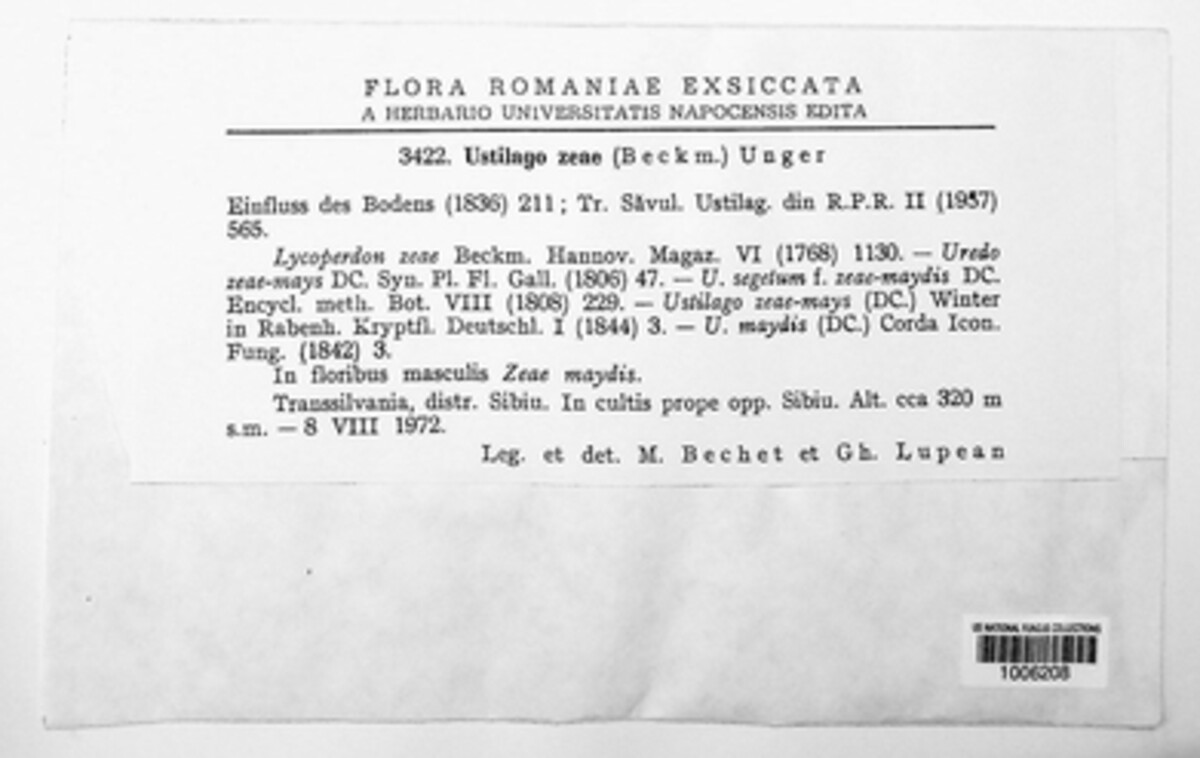 FLORA ROMANIAE EXSICCATA
A HERBARIO UNIVERSITATIS NAPOCENSIS EDITA
3422. Ustilago zeae (Beckm.) Unger
Einfluss des Bodens (1836) 211; Tr. Săvul. Ustilag. din R.P.R. II (1957)
565.
Lycoperdon zeae Beckm. Hannov. Magaz. VI (1768) 1130. — Uredo
zeae-mays DC. Syn. Pl. Fl. Gall. (1806) 47. — U. segetum f. zeae-maydis DC.
Encycl. meth. Bot. VIII (1808) 229. — Ustilago zeae-mays (DC.) Winter
in Rabenh. Kryptfl. Deutschl. I (1844) 3. — U. maydis (DC.) Corda Icon.
Fung. (1842) 3.
In floribus masculis Zeae maydis.
Transsilvania, distr. Sibiu. In cultis prope opp. Sibiu. Alt. cca 320 m
s.m. — 8 VIII 1972.
Leg. et det. M. Bechet et Gh. Lupean
US NATIONAL FUNGUS COLLECTIONS
1006208